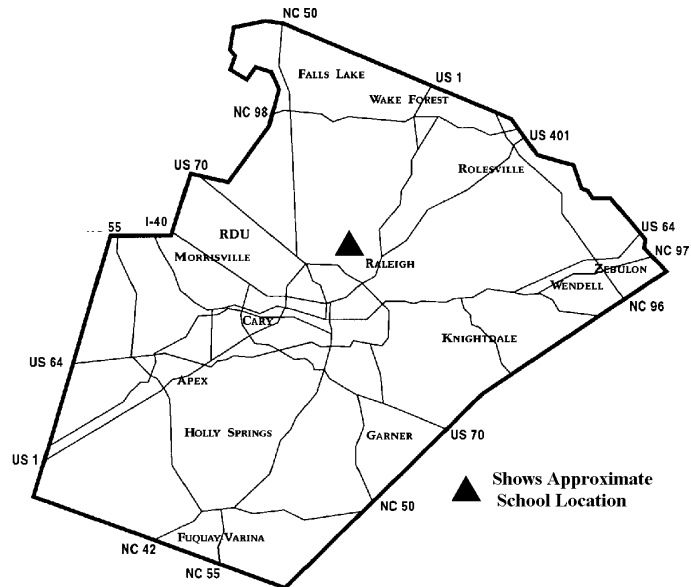 NC 50
FALLS LAKE
US 1
WAKE FOREST
NC 98
US 401
ROLESVILLE
US 70
55
I-40
RDU
MORRISVILLE
US 64
NC 97
RALEIGH
ZEBULON
WENDELL
NC 96
CARY
KNIGHTDALE
US 64
APEX
HOLLY SPRINGS
GARNER
US 70
US 1
Shows Approximate
School Location
NC 50
FUQUAY VARINA
NC 42
NC 55